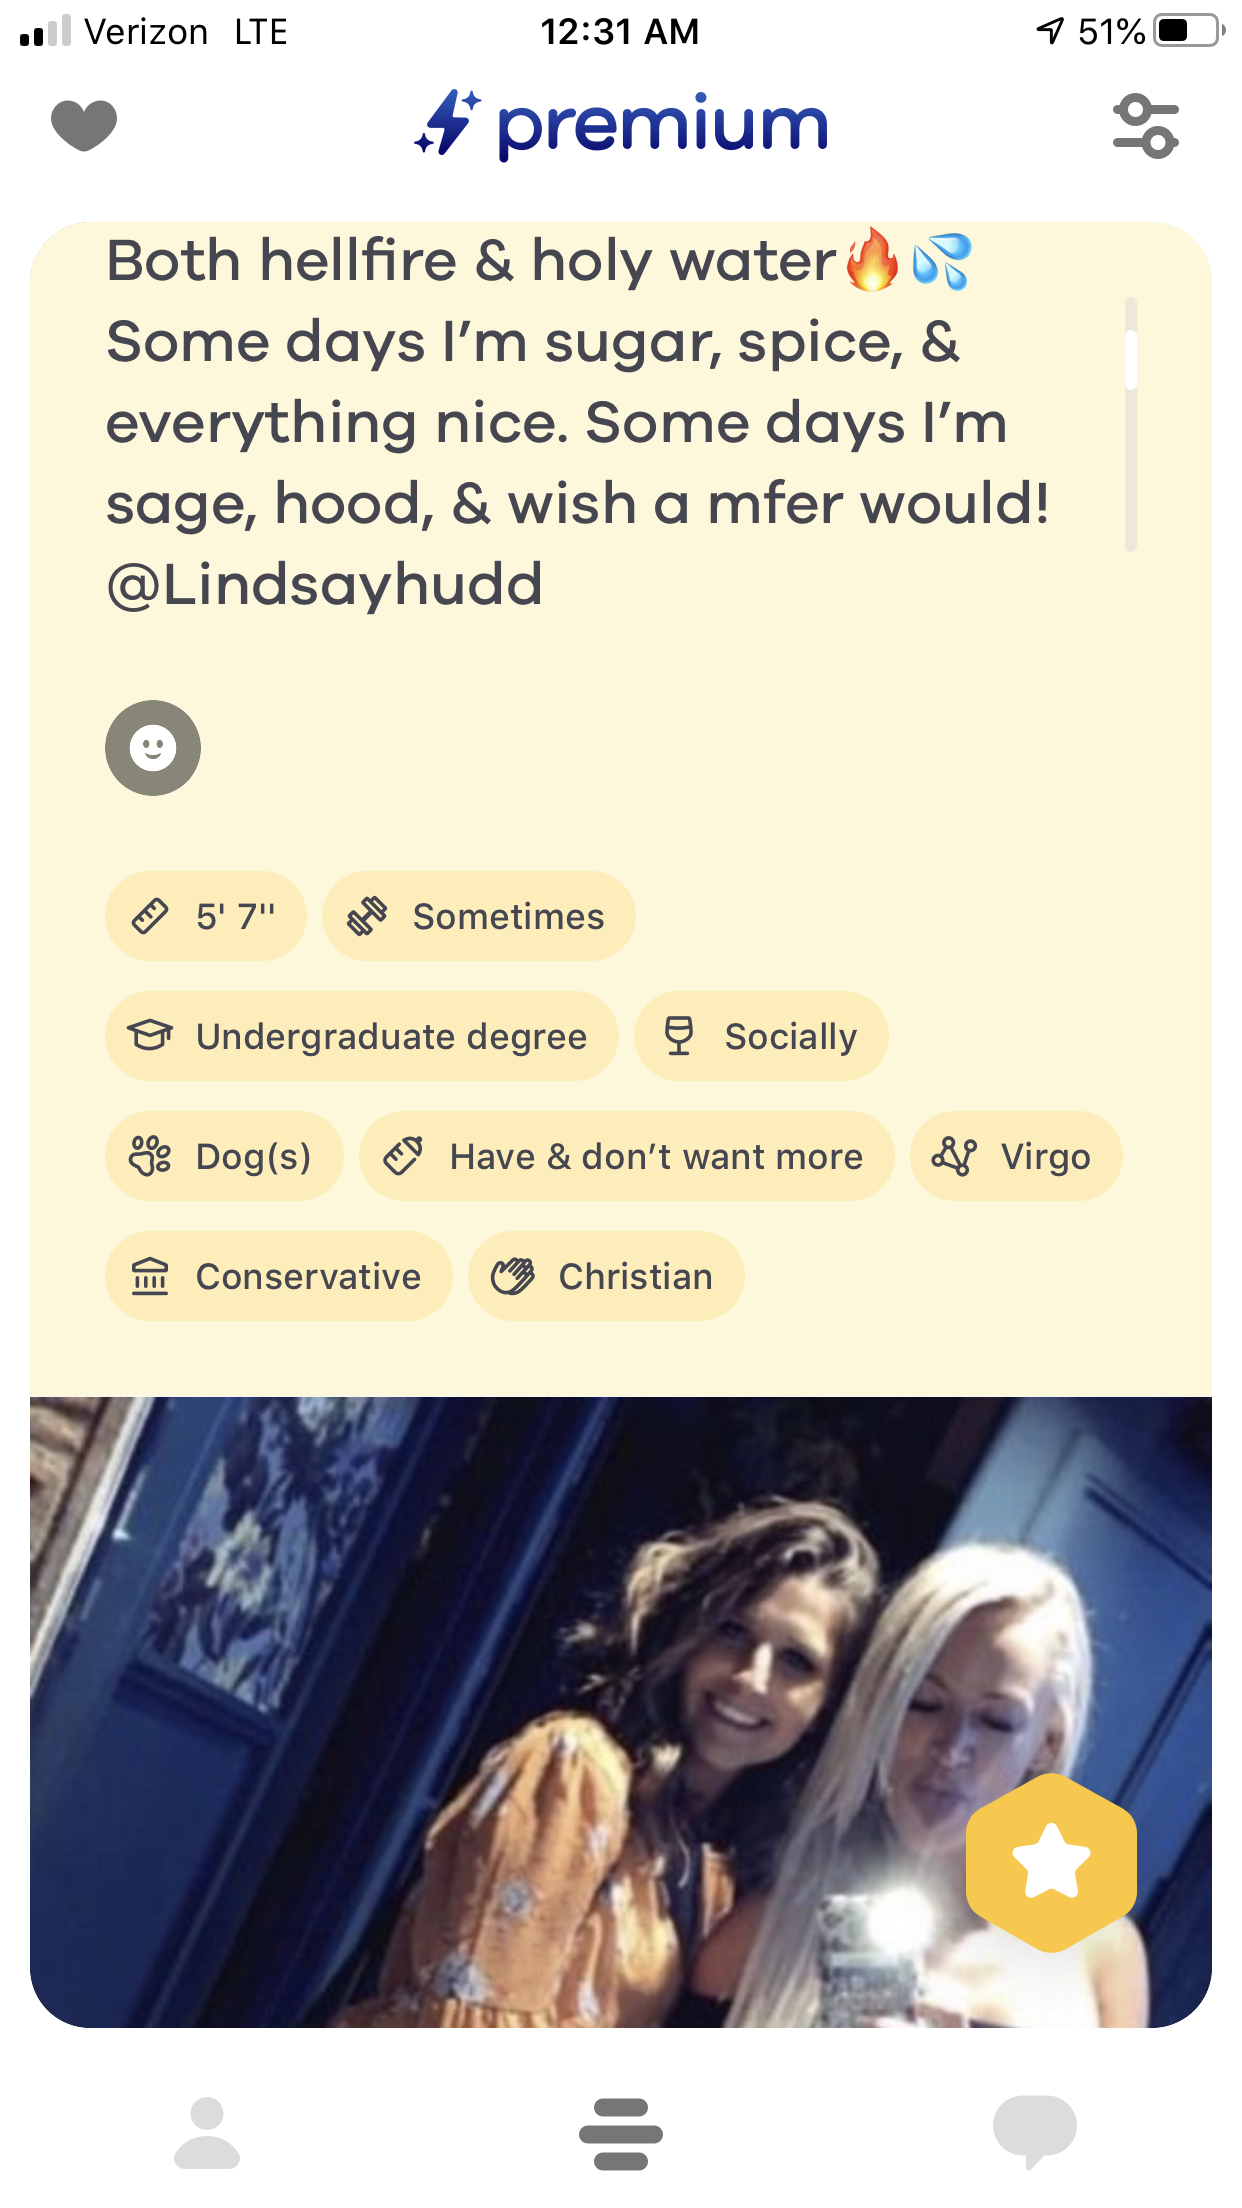 Verizon LTE 12:31 AM 51%
premium
Both hellfire & holy water🔥💦
Some days I’m sugar, spice, &
everything nice. Some days I’m
sage, hood, & wish a mfer would!
@Lindsayhudd
5' 7'' Sometimes
Undergraduate degree Socially
Dog(s) Have & don’t want more Virgo
Conservative Christian